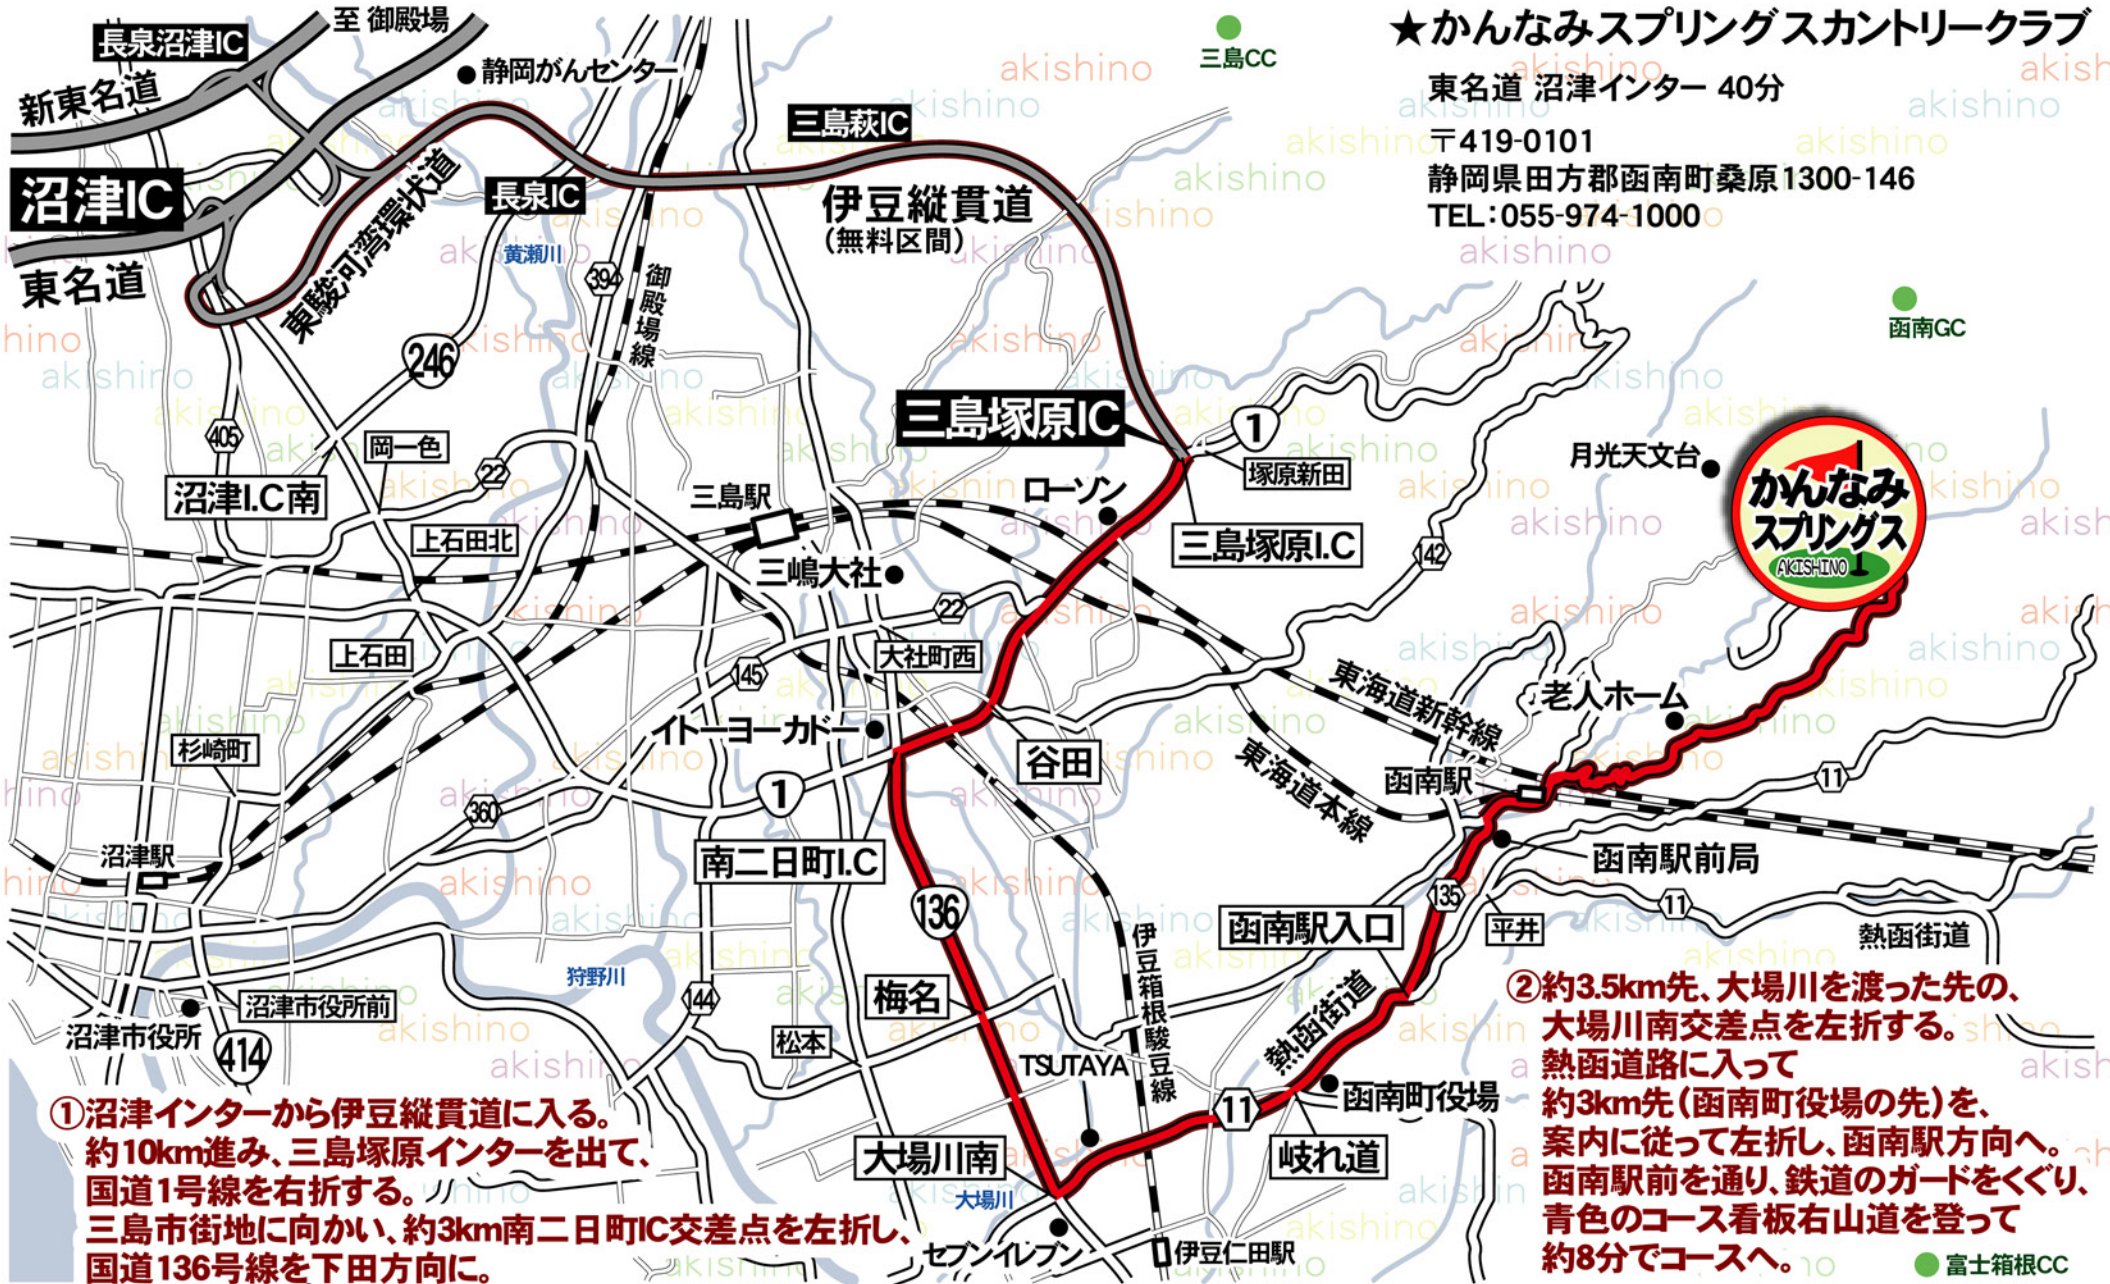 ★かんなみスプリングスカントリークラブ
東名道 沼津インター 40分
〒419-0101
静岡県田方郡函南町桑原1300-146
TEL：055-974-1000
至 御殿場
長泉沼津IC
静岡がんセンター
三島CC
新東名道
三島萩IC
沼津IC
長泉IC
東名道
東駿河湾環状道
黄瀬川
394
御殿場線
伊豆縦貫道
(無料区間)
函南GC
246
405
岡一色
22
沼津I.C南
三島塚原IC
1
塚原新田
月光天文台
かんなみ
スプリングス
AKISHINO
三島駅
ローソン
上石田北
三嶋大社
三島塚原I.C
142
22
上石田
大社町西
145
東海道新幹線
老人ホーム
イトーヨーカドー
杉崎町
谷田
東海道本線
函南駅
11
1
360
沼津駅
南二日町I.C
函南駅前局
136
135
11
函南駅入口
平井
熱函街道
伊豆箱根駿豆線
狩野川
144
梅名
熱函街道
沼津市役所前
沼津市役所
414
松本
TSUTAYA
11
函南町役場
大場川南
岐れ道
大場川
セブンイレブン
伊豆仁田駅
富士箱根CC
①沼津インターから伊豆縦貫道に入る。
約10km進み、三島塚原インターを出て、
国道1号線を右折する。
三島市街地に向かい、約3km南二日町IC交差点を左折し、
国道136号線を下田方向に。
②約3.5km先、大場川を渡った先の、
大場川南交差点を左折する。
熱函道路に入って
約3km先(函南町役場の先)を、
案内に従って左折し、函南駅方向へ。
函南駅前を通り、鉄道のガードをくぐり、
青色のコース看板右山道を登って
約8分でコースへ。
akishino